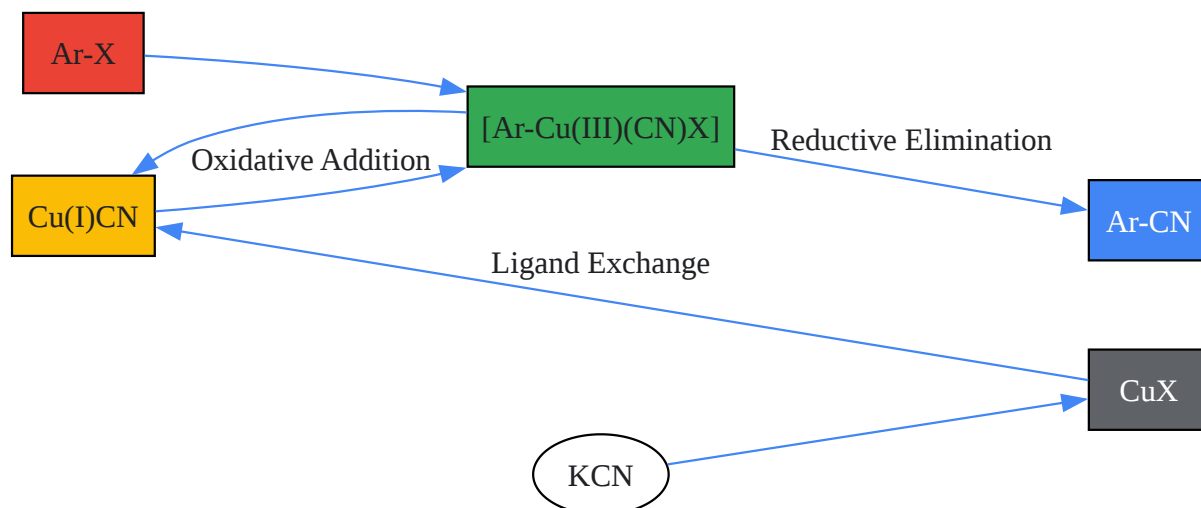 Ar-X
[Ar-Cu(III)(CN)X]
Reductive Elimination
Oxidative Addition
Cu(I)CN
Ar-CN
Ligand Exchange
CuX
KCN